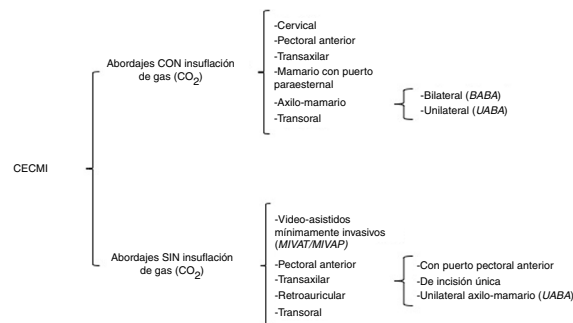 CECMI
Abordajes CON insuflación
de gas (CO2)
-Cervical
-Pectoral anterior
-Transaxilar
-Mamario con puerto
paraesternal
-Axilo-mamario
-Transoral
-Bilateral (BABA)
-Unilateral (UABA)
Abordajes SIN insuflación
de gas (CO2)
-Video-asistidos
mínimamente invasivos
(MIVAT/MIVAP)
-Pectoral anterior
-Transaxilar
-Retroauricular
-Transoral
-Con puerto pectoral anterior
-De incisión única
-Unilateral axilo-mamario (UABA)